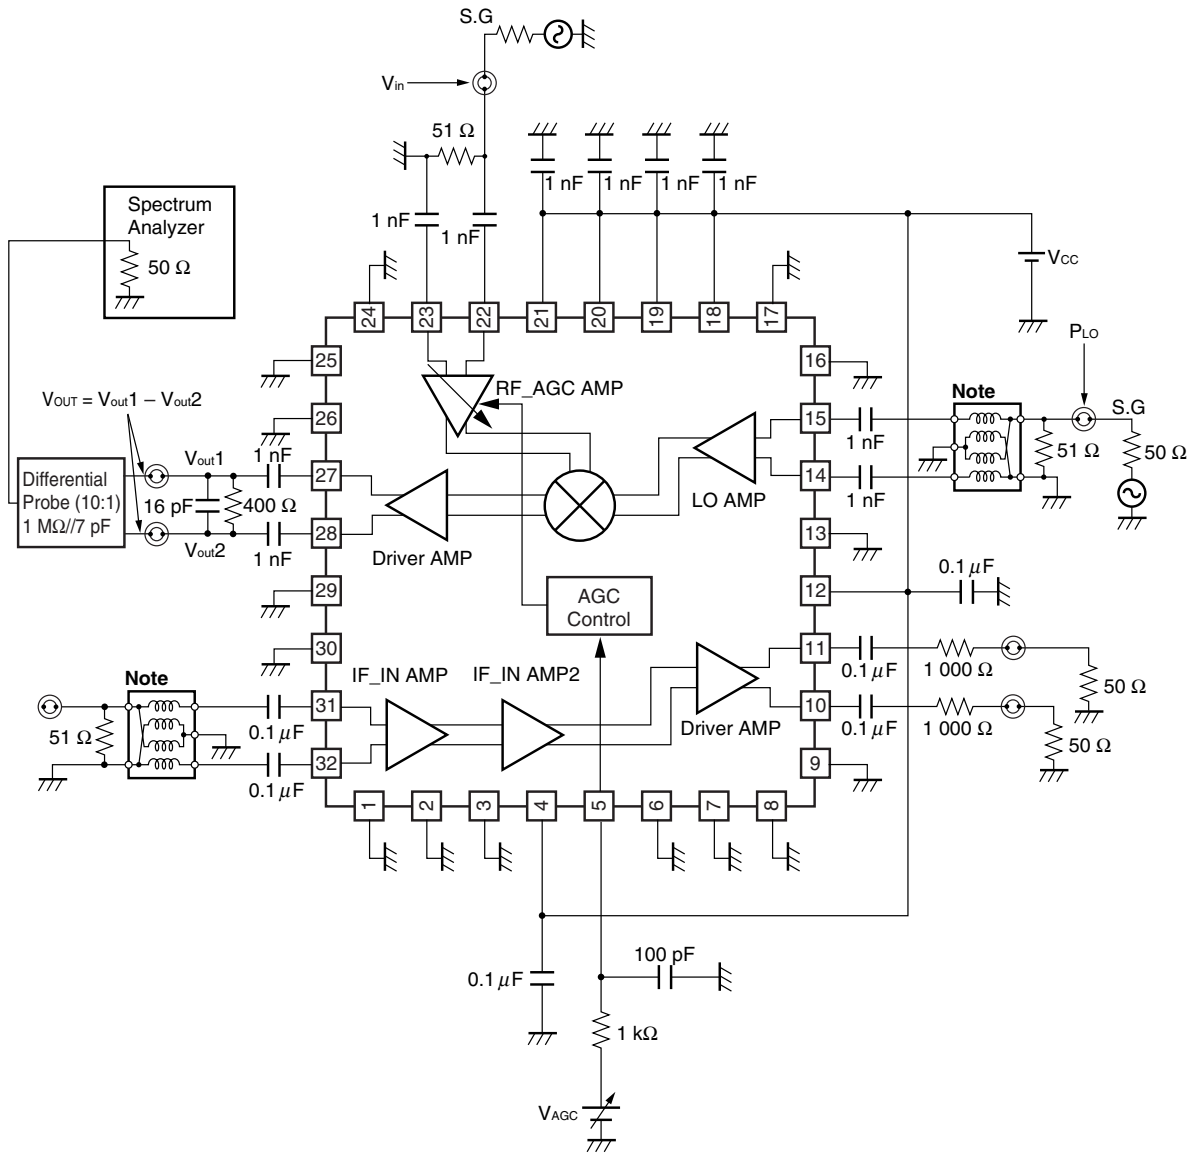 S.G
Vin
51 Ω
1 nF 1 nF 1 nF 1 nF
1 nF 1 nF
Spectrum
Analyzer
50 Ω
VCC
24 23 22 21 20 19 18 17
PLO
25
16
RF_AGC AMP
Note
S.G
VOUT = Vout1 – Vout2
26
15
1 nF
51 Ω
50 Ω
Vout1
1 nF
27
14
LO AMP
1 nF
Differential
Probe (10:1)
1 MΩ//7 pF
16 pF
400 Ω
28
13
Vout2
1 nF
Driver AMP
29
12
0.1 μF
AGC
Control
30
11
0.1 μF
1 000 Ω
50 Ω
Note
IF_IN AMP
IF_IN AMP2
31
10
51 Ω
0.1 μF
Driver AMP
0.1 μF
1 000 Ω
50 Ω
32
9
0.1 μF
1 2 3 4 5 6 7 8
100 pF
0.1 μF
1 kΩ
VAGC